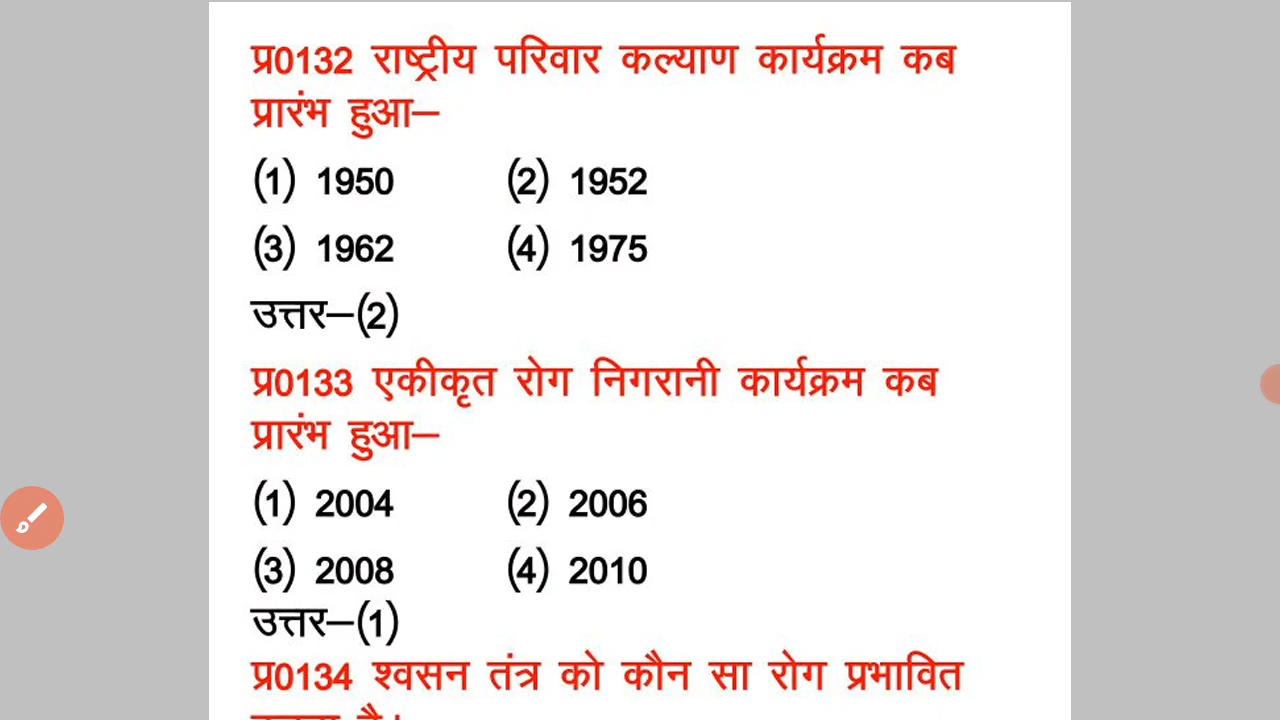 प्र0132 राष्ट्रीय परिवार कल्याण कार्यक्रम कब
प्रारंभ हुआ–
(1) 1950 (2) 1952
(3) 1962 (4) 1975
उत्तर–(2)
प्र0133 एकीकृत रोग निगरानी कार्यक्रम कब
प्रारंभ हुआ–
(1) 2004 (2) 2006
(3) 2008 (4) 2010
उत्तर–(1)
प्र0134 श्वसन तंत्र को कौन सा रोग प्रभावित